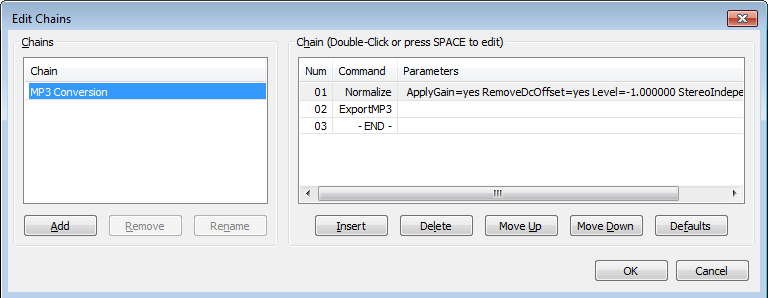 Edit Chains
Chains
Chain
MP3 Conversion
Add Remove Rename
Chain (Double-Click or press SPACE to edit)
Num Command Parameters
01 Normalize ApplyGain=yes RemoveDcOffset=yes Level=-1.000000 StereoIndepe
02 ExportMP3
03 - END -
Insert Delete Move Up Move Down Defaults
OK Cancel